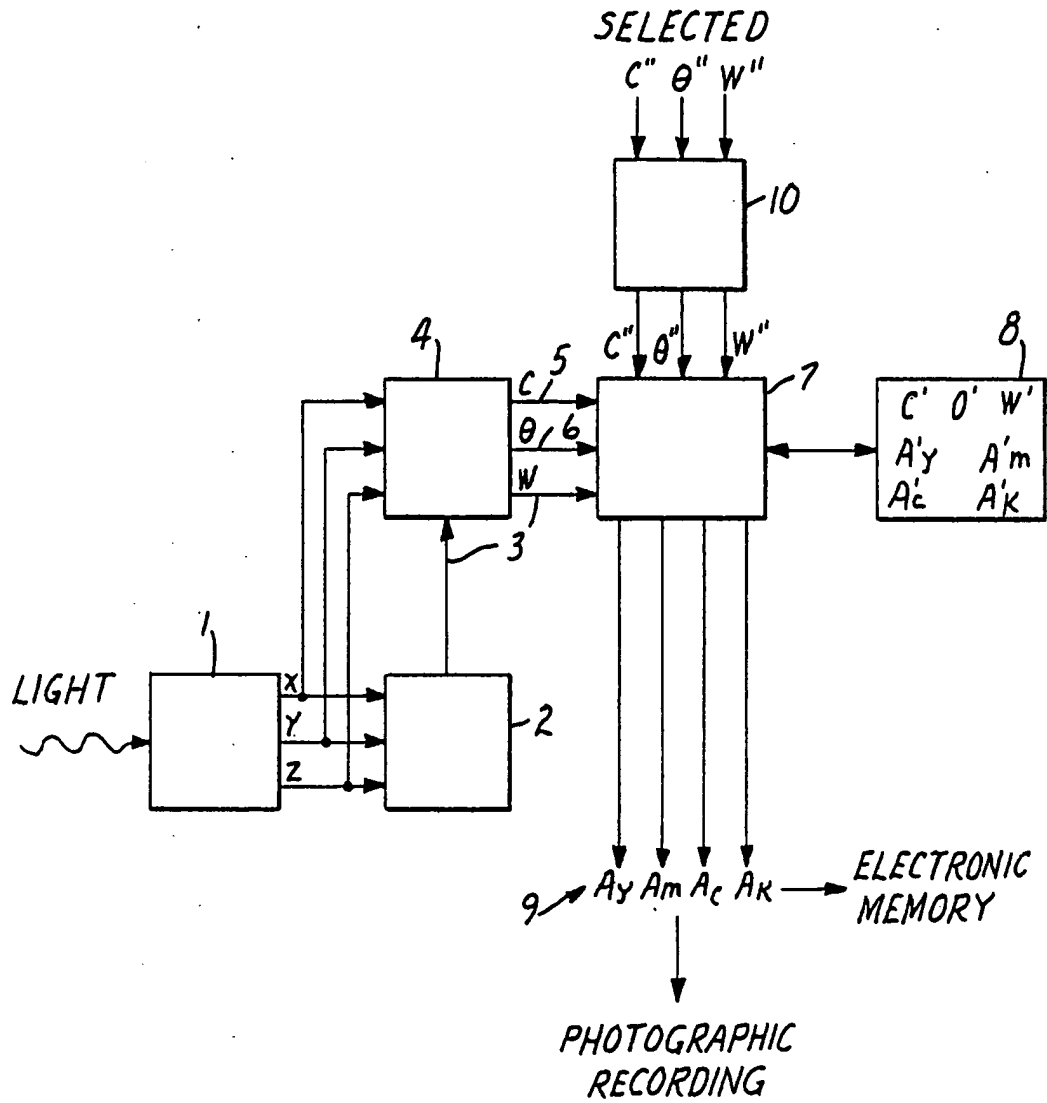 SELECTED
C" θ" W"
10
C" θ" W"
4
C 5
θ 6
W
3
7
8
C' O' W'
A'y A'm
A'c A'K
1
LIGHT
X
Y
Z
2
9 Ay Am Ac AK
ELECTRONIC
MEMORY
PHOTOGRAPHIC
RECORDING